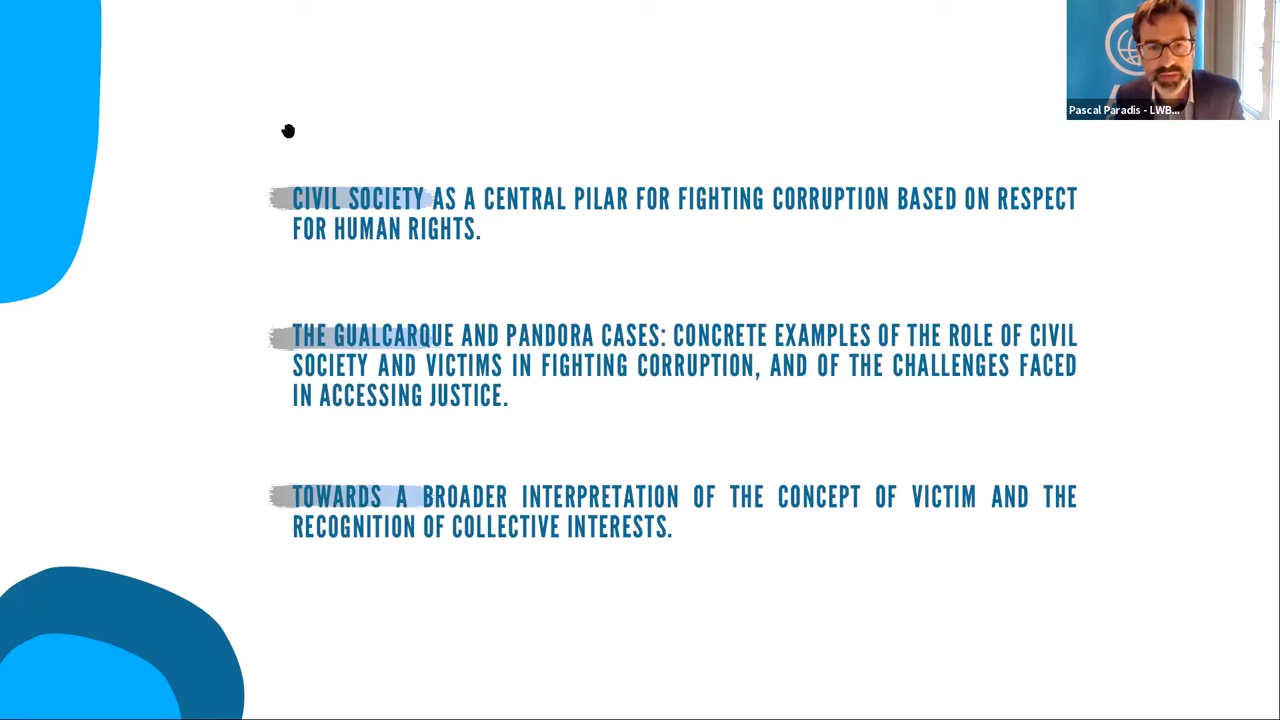 Pascal Paradis - LWB...
CIVIL SOCIETY AS A CENTRAL PILAR FOR FIGHTING CORRUPTION BASED ON RESPECT
FOR HUMAN RIGHTS.
THE GUALCARQUE AND PANDORA CASES: CONCRETE EXAMPLES OF THE ROLE OF CIVIL
SOCIETY AND VICTIMS IN FIGHTING CORRUPTION, AND OF THE CHALLENGES FACED
IN ACCESSING JUSTICE.
TOWARDS A BROADER INTERPRETATION OF THE CONCEPT OF VICTIM AND THE
RECOGNITION OF COLLECTIVE INTERESTS.